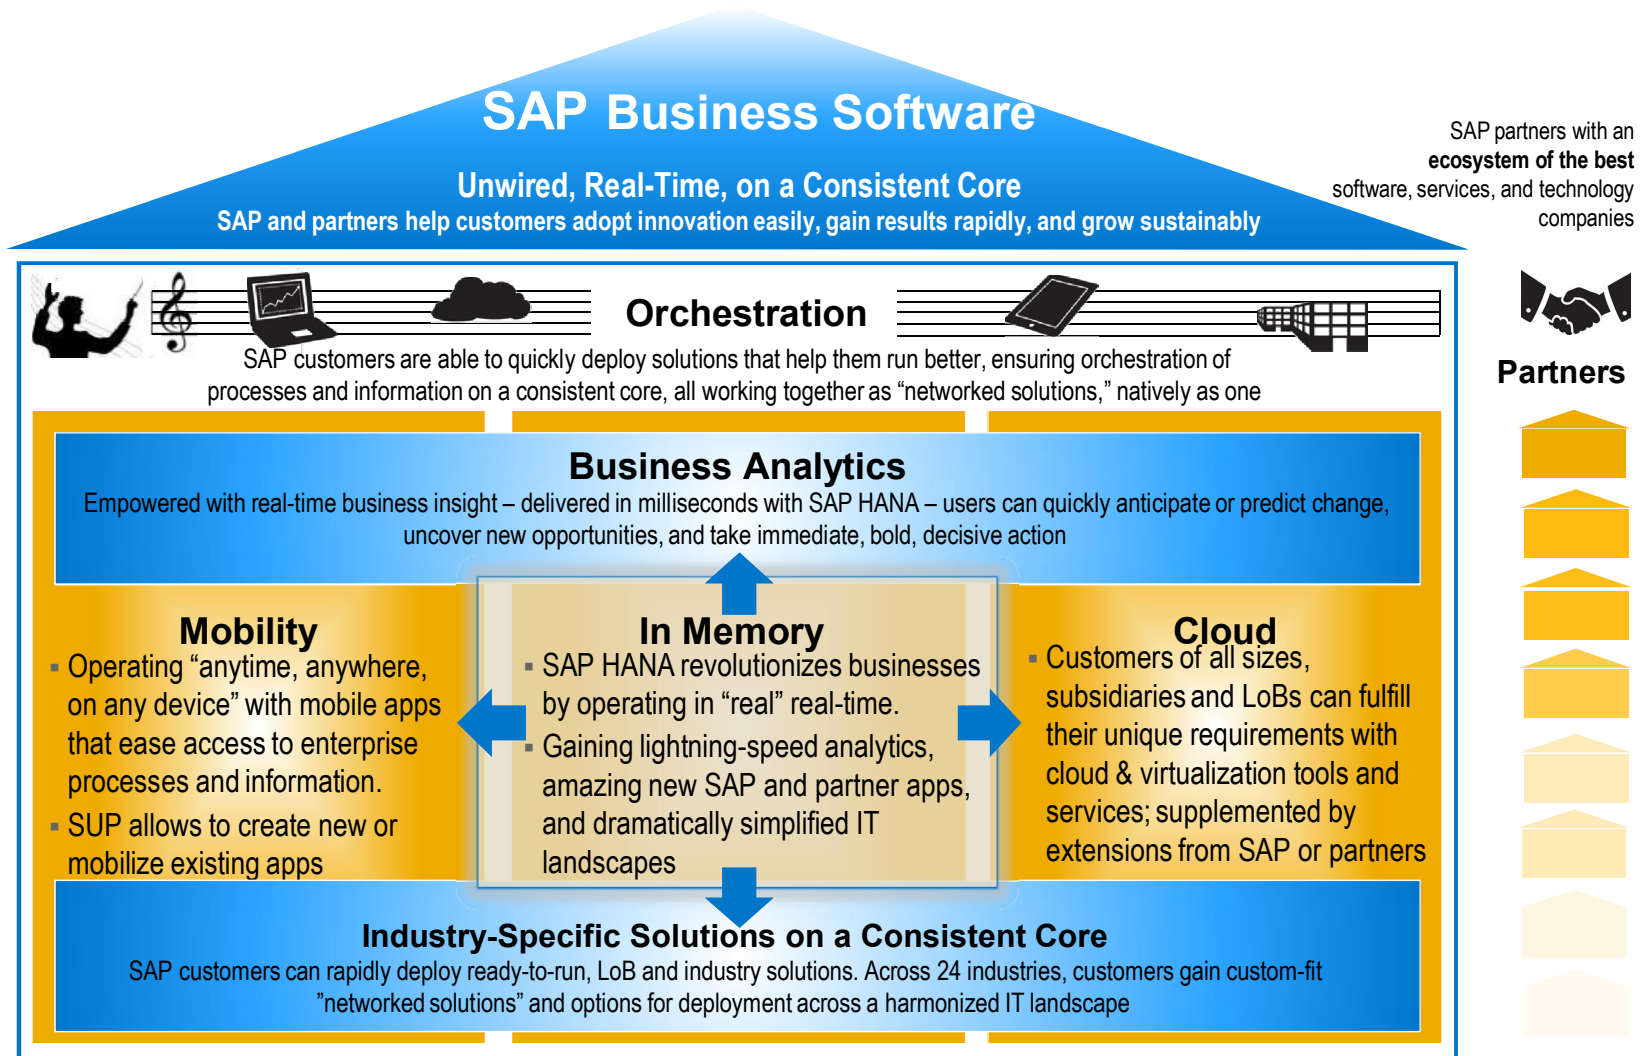 SAP Business Software
Unwired, Real-Time, on a Consistent Core
SAP and partners help customers adopt innovation easily, gain results rapidly, and grow sustainably
SAP partners with an
ecosystem of the best
software, services, and technology
companies
Orchestration
SAP customers are able to quickly deploy solutions that help them run better, ensuring orchestration of
processes and information on a consistent core, all working together as “networked solutions,” natively as one
Partners
Business Analytics
Empowered with real-time business insight – delivered in milliseconds with SAP HANA – users can quickly anticipate or predict change,
uncover new opportunities, and take immediate, bold, decisive action
Mobility
▪ Operating “anytime, anywhere,
on any device” with mobile apps
that ease access to enterprise
processes and information.
▪ SUP allows to create new or
mobilize existing apps
In Memory
▪ SAP HANA revolutionizes businesses
by operating in “real” real-time.
▪ Gaining lightning-speed analytics,
amazing new SAP and partner apps,
and dramatically simplified IT
landscapes
Cloud
▪ Customers of all sizes,
subsidiaries and LoBs can fulfill
their unique requirements with
cloud & virtualization tools and
services; supplemented by
extensions from SAP or partners
Industry-Specific Solutions on a Consistent Core
SAP customers can rapidly deploy ready-to-run, LoB and industry solutions. Across 24 industries, customers gain custom-fit
”networked solutions” and options for deployment across a harmonized IT landscape